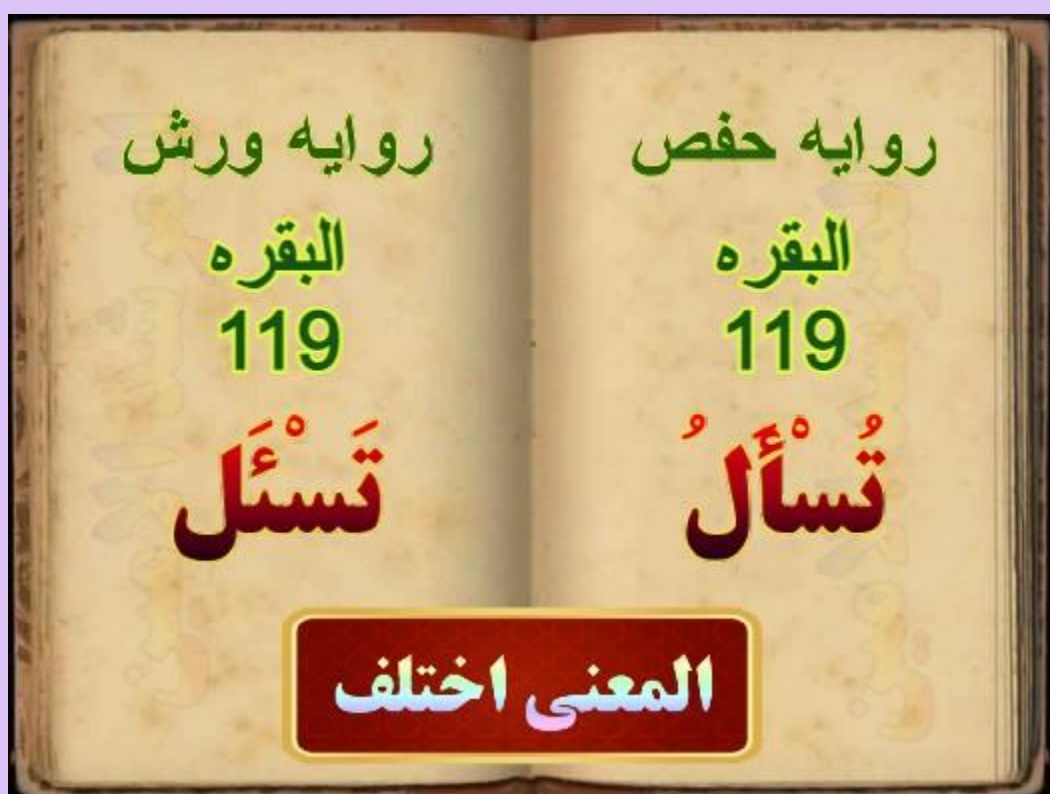 روايه حفص
البقره
119
تُسْأَلُ
روايه ورش
البقره
119
تَسْئَل
المعنى اختلف